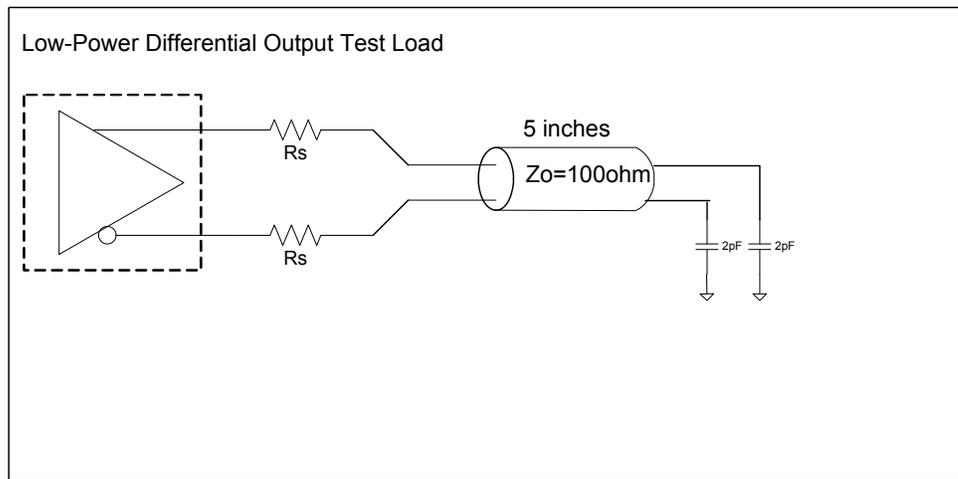 Low-Power Differential Output Test Load
Rs
5 inches
Zo=100ohm
Rs
2pF
2pF